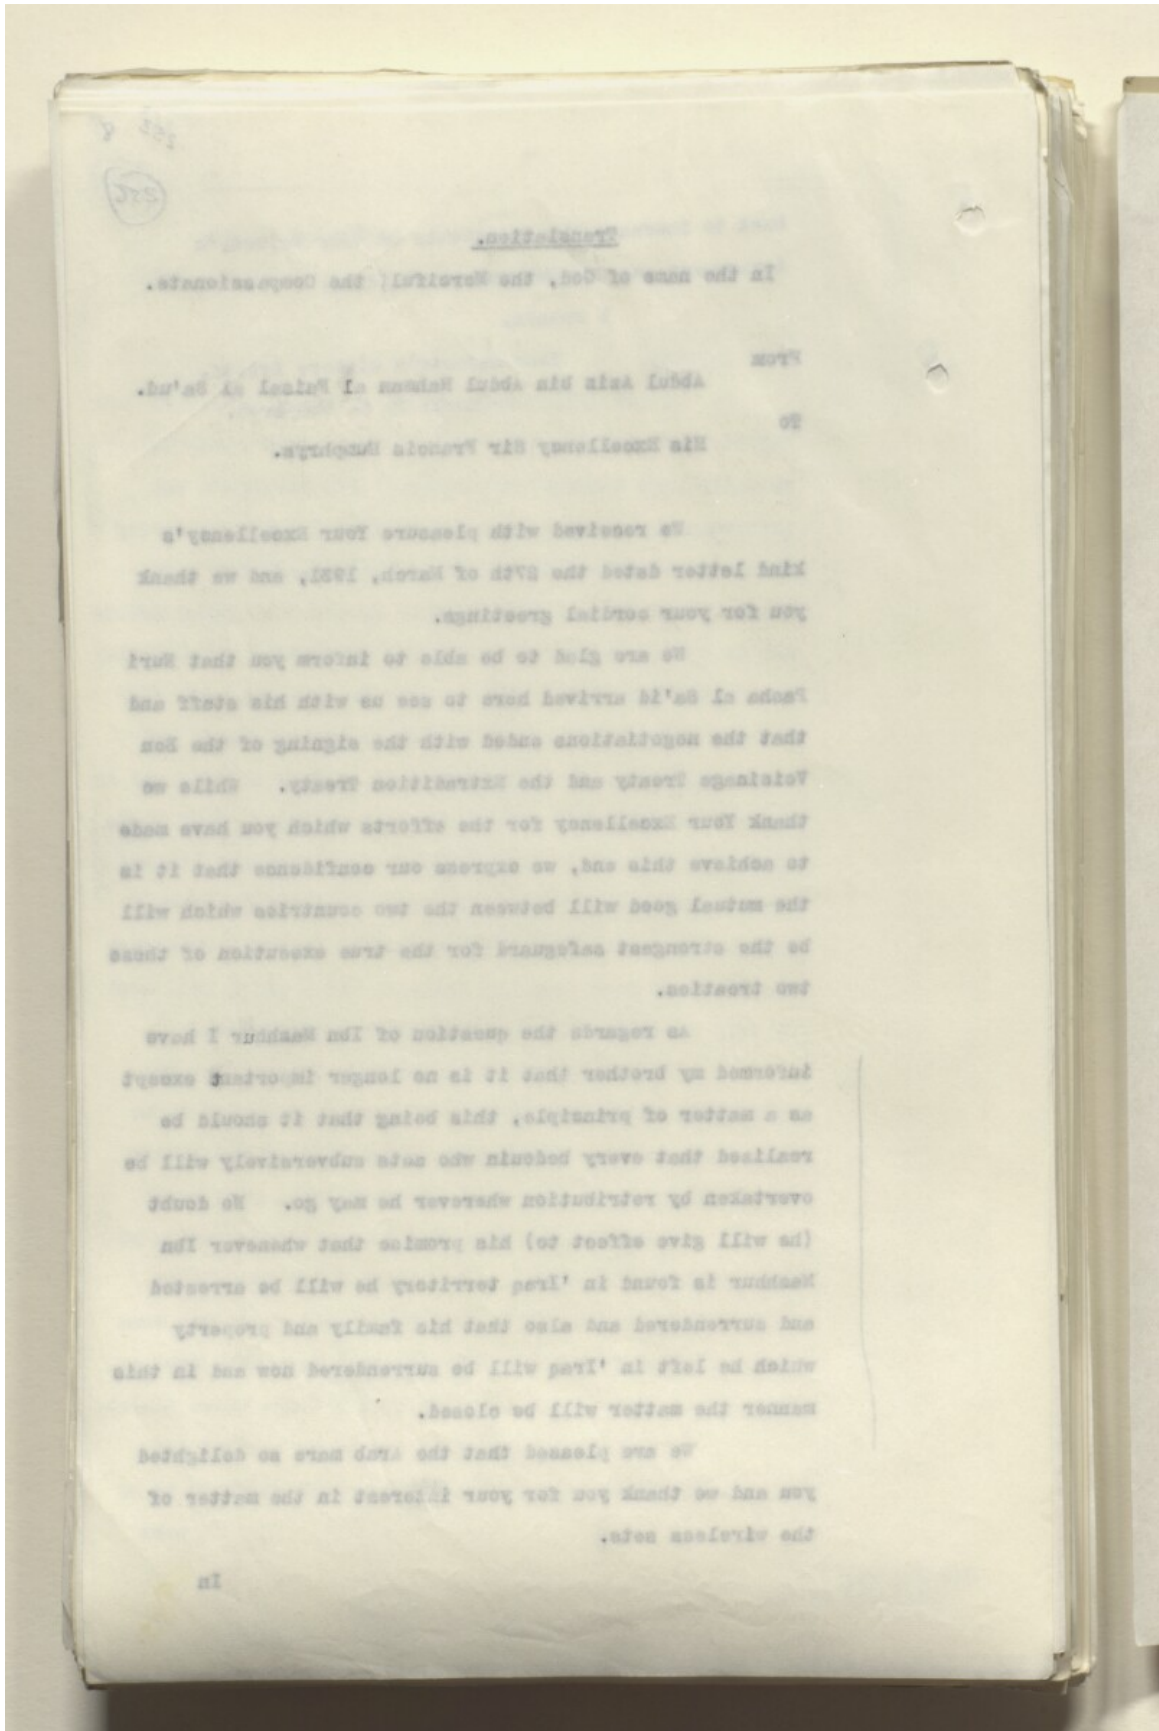 Translation.
In the name of God, the Merciful, the Compassionate.
From
Abdul Aziz bin Abdul Rahman al Faisal al Sa'ud.
To
His Excellency Sir Francis Humphrys.
We received with pleasure Your Excellency's
kind letter dated the 27th of March, 1931, and we thank
you for your cordial greetings.
We are glad to be able to inform you that Nuri
Pasha al Sa'id arrived here to see us with his staff and
that the negotiations ended with the signing of the Bon
Voisinage Treaty and the Extradition Treaty. While we
thank Your Excellency for the efforts which you have made
to achieve this end, we express our confidence that it is
the mutual good will between the two countries which will
be the strongest safeguard for the true execution of these
two treaties.
As regards the question of Ibn Mashhur I have
informed my brother that it is no longer important except
as a matter of principle, this being that it should be
realised that every bedouin who acts subversively will be
overtaken by retribution wherever he may go. No doubt
(he will give effect to) his promise that whenever Ibn
Mashhur is found in 'Iraq territory he will be arrested
and surrendered and also that his family and property
which he left in 'Iraq will be surrendered now and in this
manner the matter will be closed.
We are pleased that the Arab mare so delighted
you and we thank you for your interest in the matter of
the wireless sets.
In